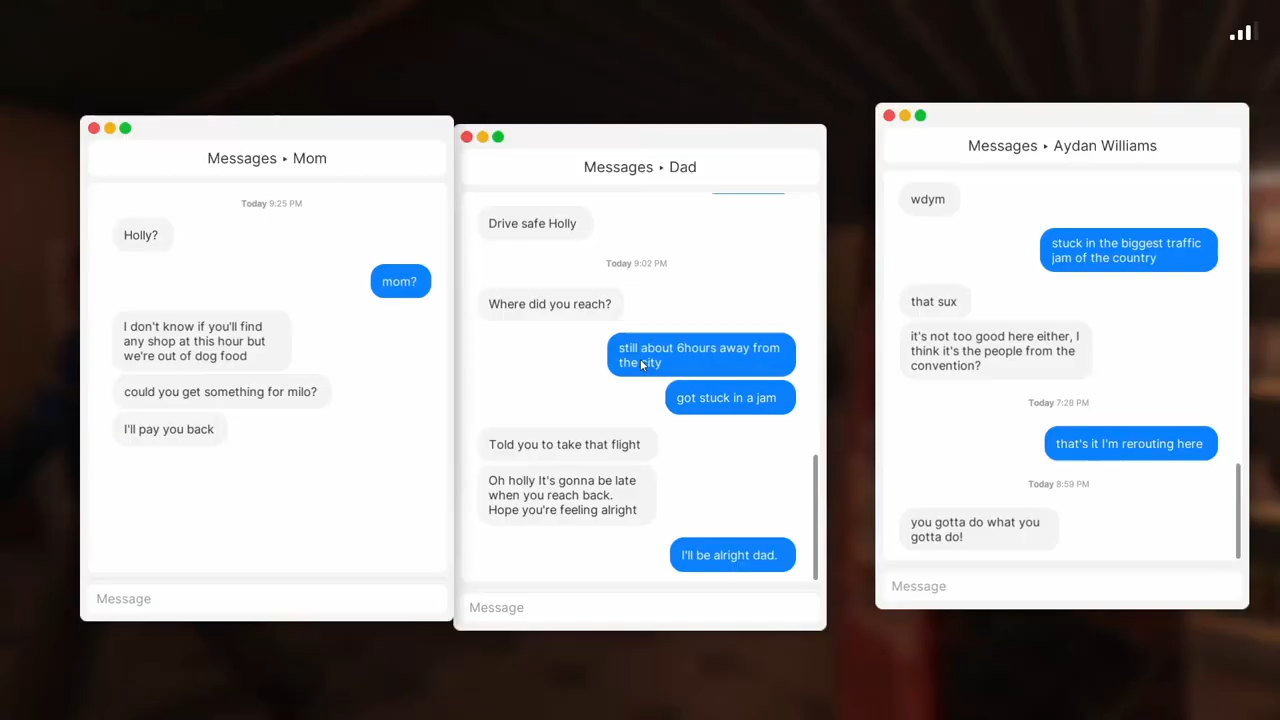 Messages ▸ Mom
Today 9:25 PM
Holly?
mom?
I don't know if you'll find
any shop at this hour but
we're out of dog food
could you get something for milo?
I'll pay you back
Message
Messages ▸ Dad
Drive safe Holly
Today 9:02 PM
Where did you reach?
still about 6hours away from
the city
got stuck in a jam
Told you to take that flight
Oh holly It's gonna be late
when you reach back.
Hope you're feeling alright
I'll be alright dad.
Message
Messages ▸ Aydan Williams
wdym
stuck in the biggest traffic
jam of the country
that sux
it's not too good here either, I
think it's the people from the
convention?
Today 7:28 PM
that's it I'm rerouting here
Today 8:59 PM
you gotta do what you
gotta do!
Message